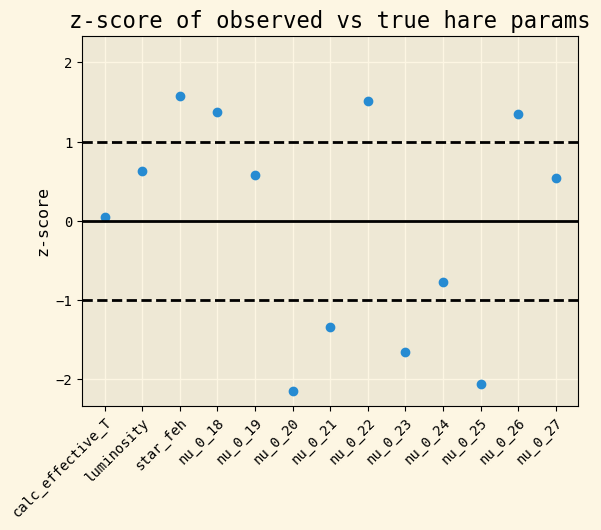 z-score of observed vs true hare params
z-score
2
1
0
−1
−2
calc_effective_T
luminosity
star_feh
nu_0_18
nu_0_19
nu_0_20
nu_0_21
nu_0_22
nu_0_23
nu_0_24
nu_0_25
nu_0_26
nu_0_27